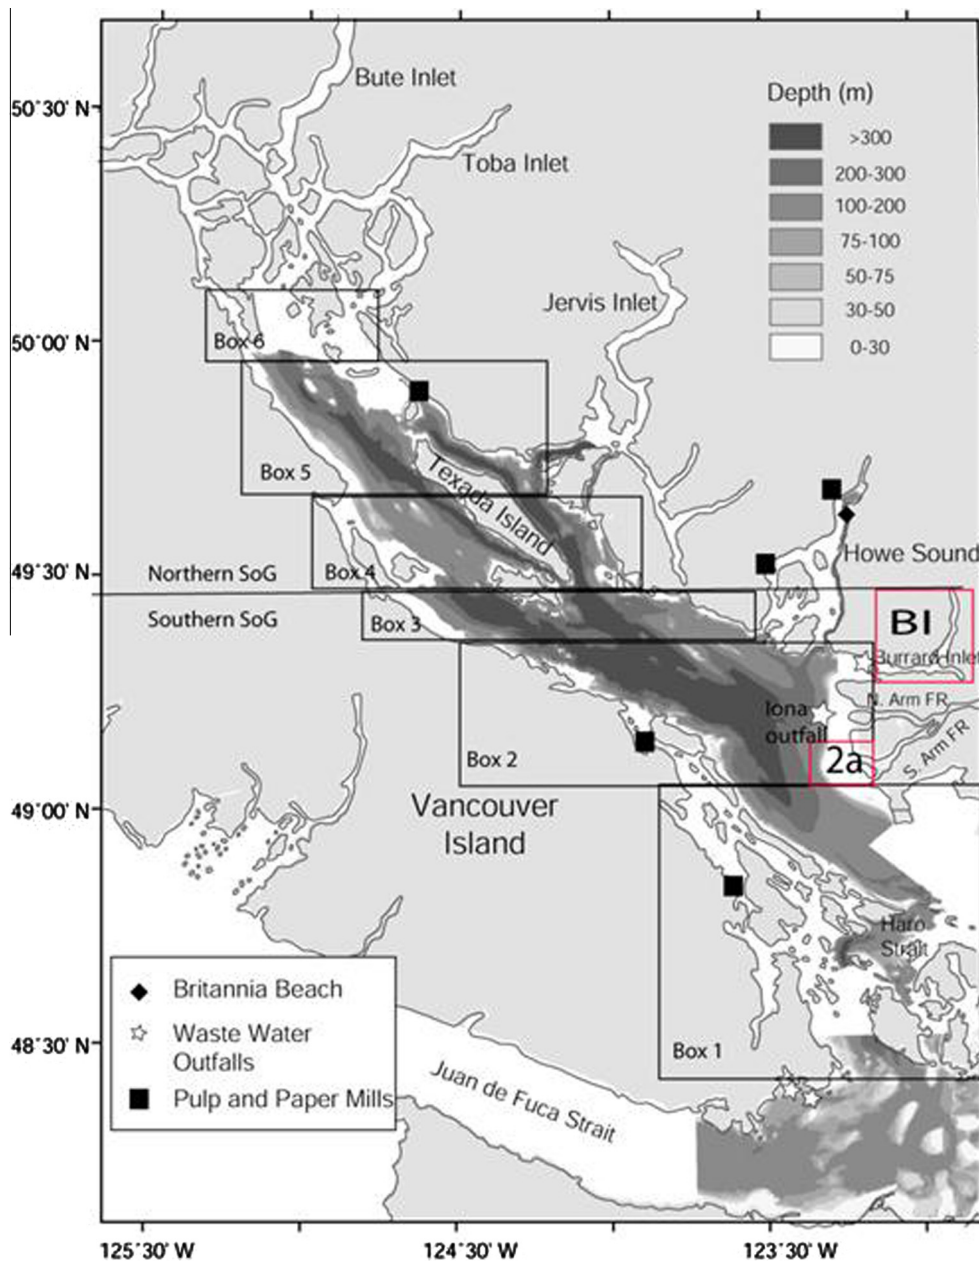 Bute Inlet
Depth (m)
50°30' N
>300
Toba Inlet
200-300
100-200
75-100
50-75
Jervis Inlet
30-50
50°00' N
Box 6
0-30
Box 5
Texada Island
Howe Sound
49°30' N
Northern SoG
Box 4
Southern SoG
Box 3
BI
Burrard Inlet
N. Arm FR
Iona
outfall
S. Arm FR
Box 2
2a
49°00' N
Vancouver
Island
Haro
Strait
Britannia Beach
Waste Water
Outfalls
48°30' N
Box 1
Pulp and Paper Mills
Juan de Fuca Strait
125°30' W
124°30' W
123°30' W